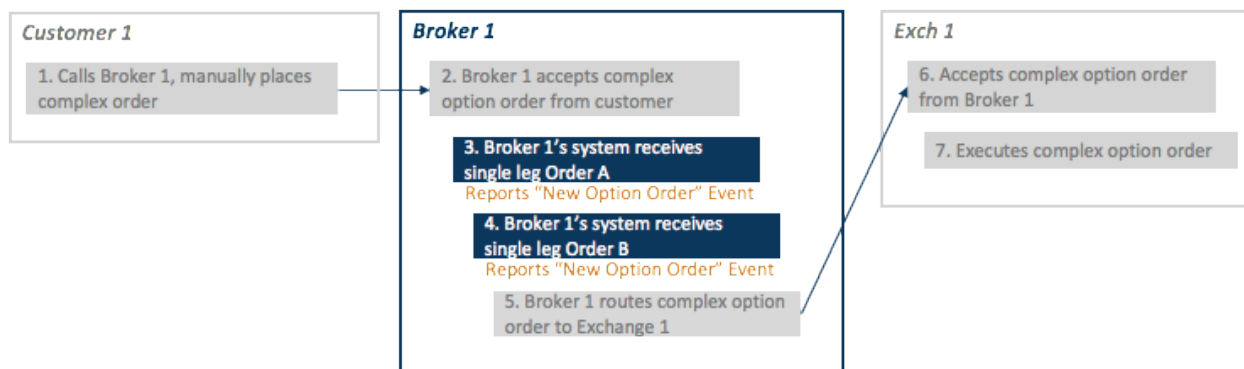 Customer 1
1. Calls Broker 1, manually places
complex order
Broker 1
2. Broker 1 accepts complex
option order from customer
3. Broker 1's system receives
single leg Order A
Reports "New Option Order" Event
4. Broker 1's system receives
single leg Order B
Reports "New Option Order" Event
5. Broker 1 routes complex option
order to Exchange 1
Exch 1
6. Accepts complex option order
from Broker 1
7. Executes complex option order